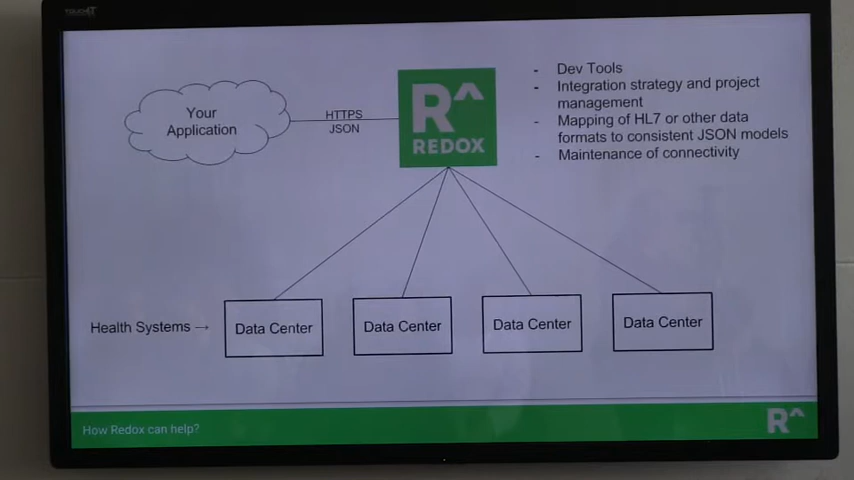 Your
Application
HTTPS
JSON
R^
REDOX
- Dev Tools
- Integration strategy and project
management
- Mapping of HL7 or other data
formats to consistent JSON models
- Maintenance of connectivity
Health Systems →
Data Center
Data Center
Data Center
Data Center
How Redox can help?
R^